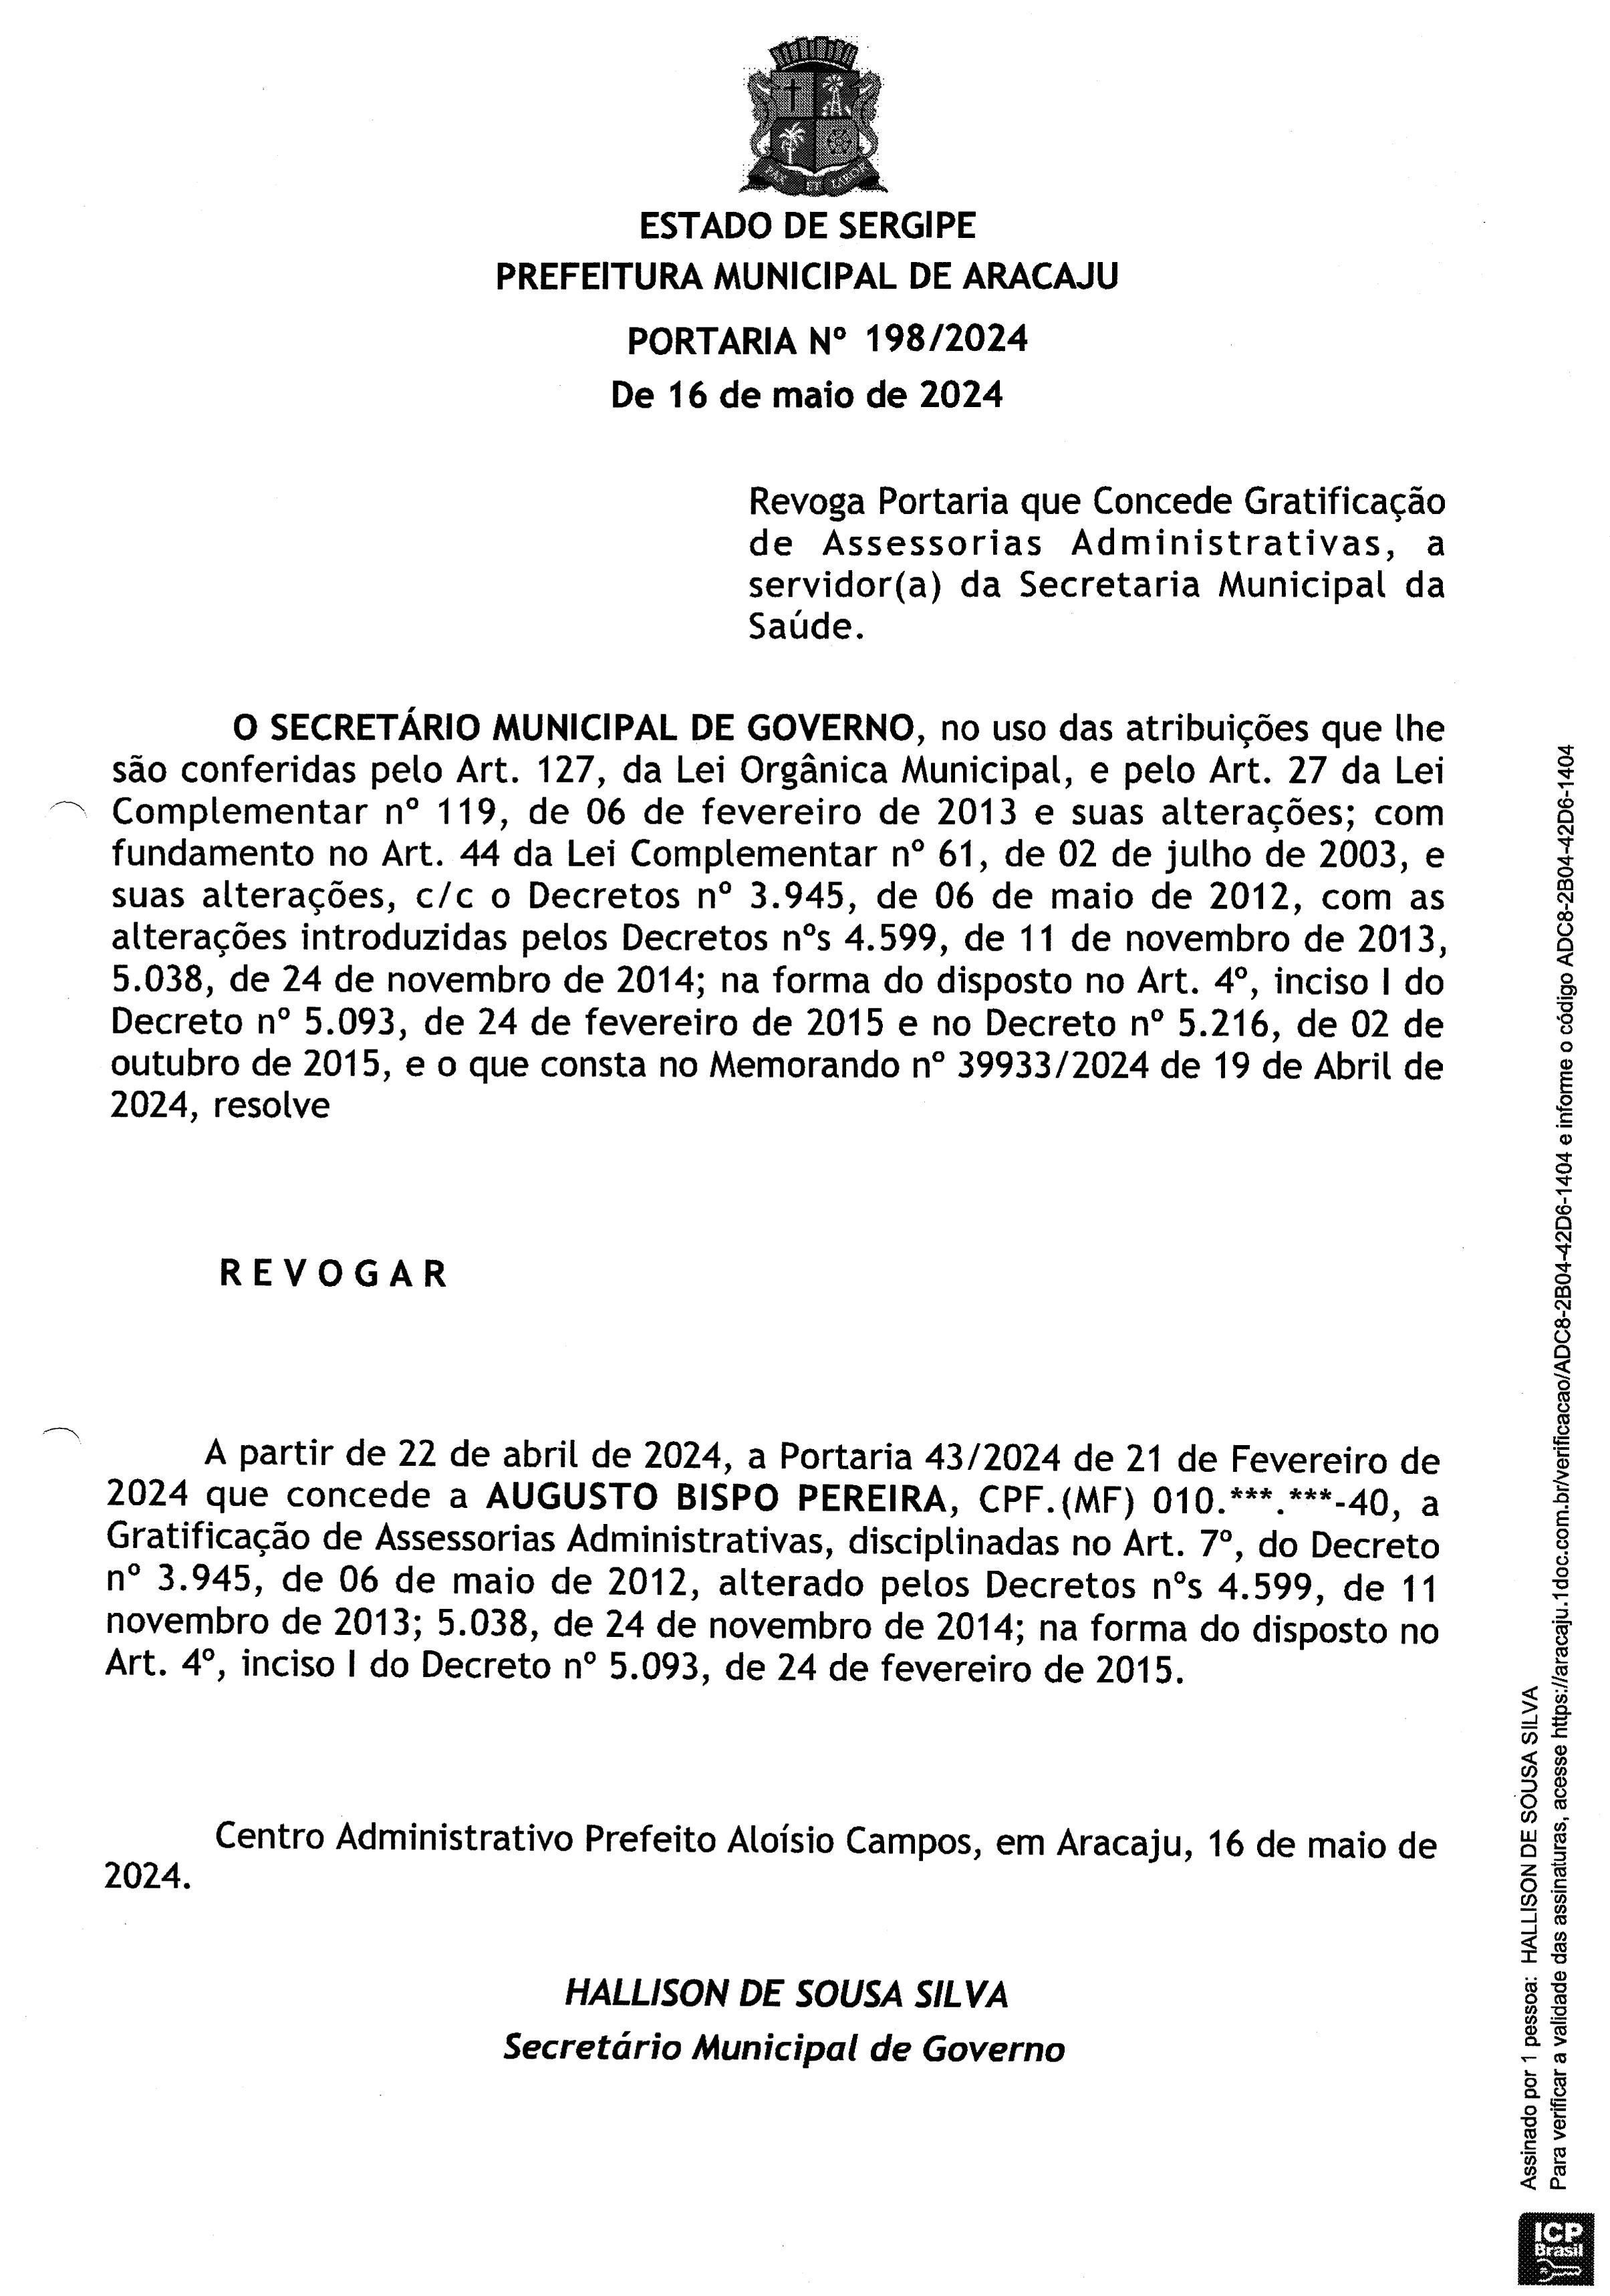 PAX ET LABOR
ESTADO DE SERGIPE
PREFEITURA MUNICIPAL DE ARACAJU
PORTARIA Nº 198/2024
De 16 de maio de 2024
Revoga Portaria que Concede Gratificação
de Assessorias Administrativas, a
servidor(a) da Secretaria Municipal da
Saúde.
O SECRETÁRIO MUNICIPAL DE GOVERNO, no uso das atribuições que lhe
são conferidas pelo Art. 127, da Lei Orgânica Municipal, e pelo Art. 27 da Lei
Complementar nº 119, de 06 de fevereiro de 2013 e suas alterações; com
fundamento no Art. 44 da Lei Complementar nº 61, de 02 de julho de 2003, e
suas alterações, c/c o Decretos nº 3.945, de 06 de maio de 2012, com as
alterações introduzidas pelos Decretos nºs 4.599, de 11 de novembro de 2013,
5.038, de 24 de novembro de 2014; na forma do disposto no Art. 4º, inciso I do
Decreto nº 5.093, de 24 de fevereiro de 2015 e no Decreto nº 5.216, de 02 de
outubro de 2015, e o que consta no Memorando nº 39933/2024 de 19 de Abril de
2024, resolve
R E V O G A R
A partir de 22 de abril de 2024, a Portaria 43/2024 de 21 de Fevereiro de
2024 que concede a AUGUSTO BISPO PEREIRA, CPF.(MF) 010.***.***-40, a
Gratificação de Assessorias Administrativas, disciplinadas no Art. 7º, do Decreto
nº 3.945, de 06 de maio de 2012, alterado pelos Decretos nºs 4.599, de 11
novembro de 2013; 5.038, de 24 de novembro de 2014; na forma do disposto no
Art. 4º, inciso I do Decreto nº 5.093, de 24 de fevereiro de 2015.
Centro Administrativo Prefeito Aloísio Campos, em Aracaju, 16 de maio de
2024.
HALLISON DE SOUSA SILVA
Secretário Municipal de Governo
Assinado por 1 pessoa: HALLISON DE SOUSA SILVA
Para verificar a validade das assinaturas, acesse https://aracaju.1doc.com.br/verificacao/ADC8-2B04-42D6-1404 e informe o código ADC8-2B04-42D6-1404
ICP
Brasil